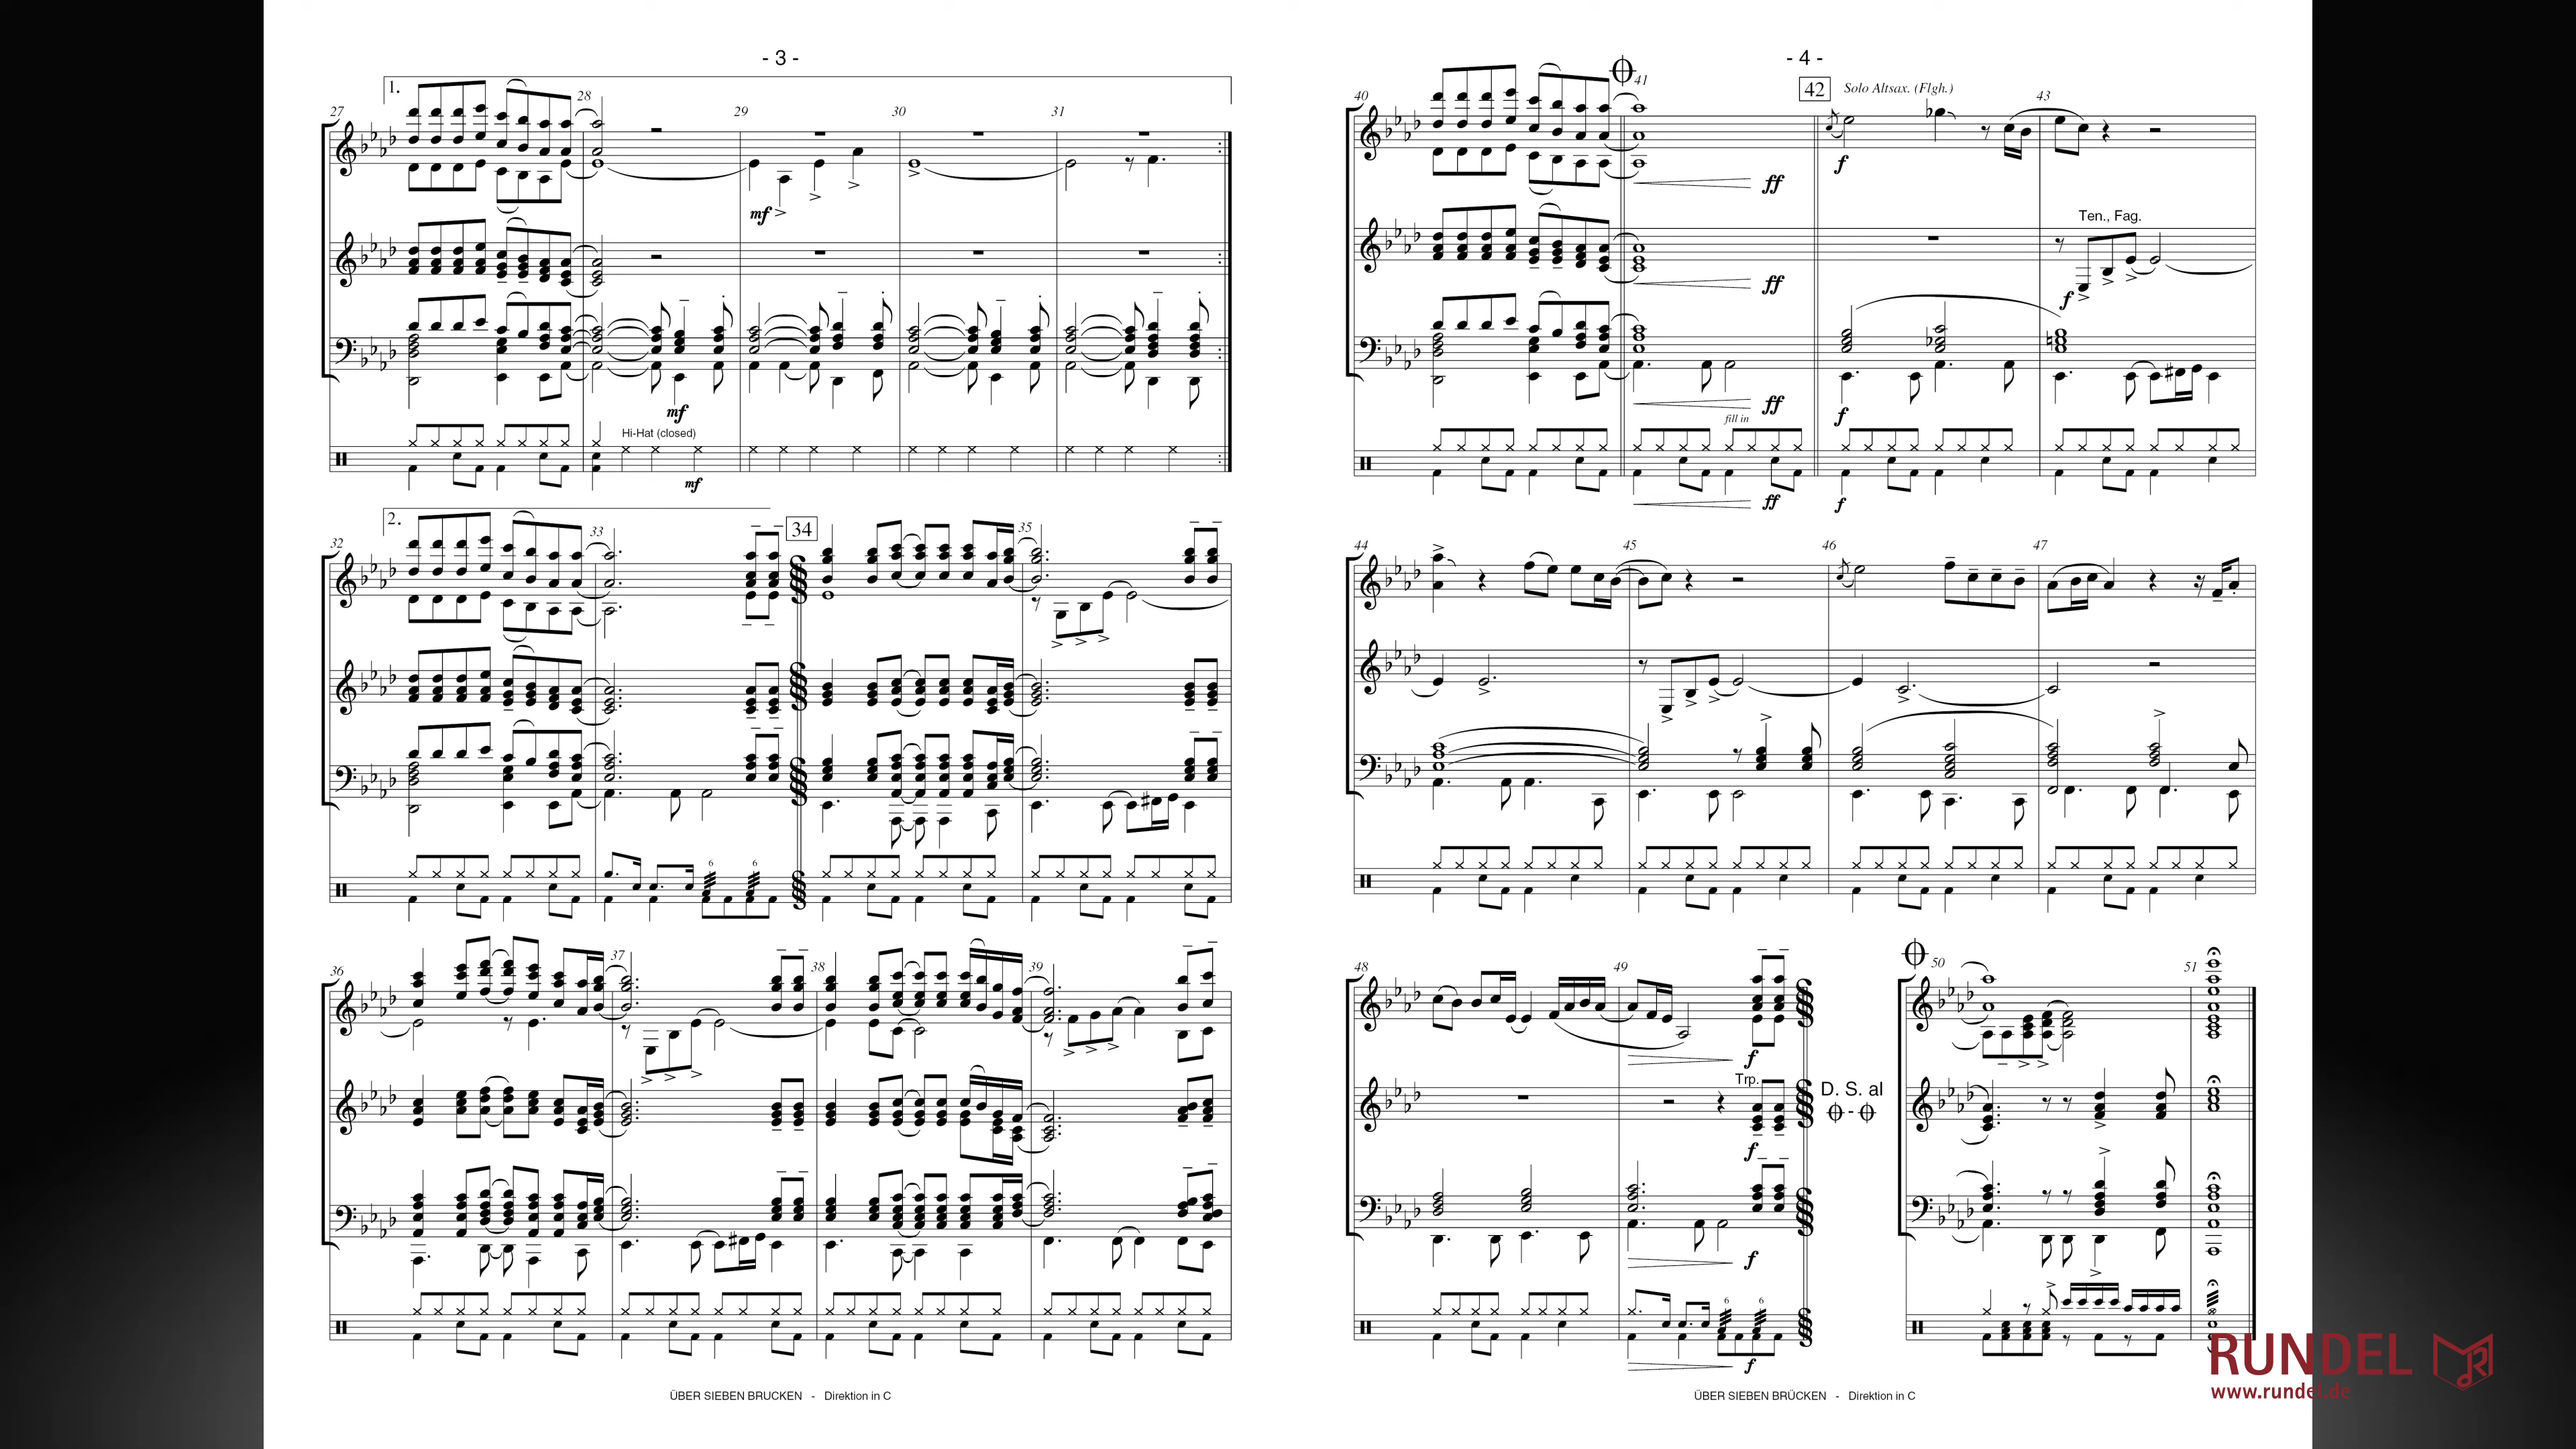 - 3 -
1.
27
28
29
30
31
mf
mf
Hi-Hat (closed)
mf
2.
32
33
34
35
6
6
36
37
38
39
ÜBER SIEBEN BRUCKEN - Direktion in C
- 4 -
40
41
42
Solo Altsax. (Flgh.)
43
f
ff
Ten., Fag.
ff
f
ff
f
fill in
ff
f
44
45
46
47
48
49
50
51
f
Trp.
D. S. al
-
f
f
6
6
f
ÜBER SIEBEN BRÜCKEN - Direktion in C
RUNDEL
www.rundel.de